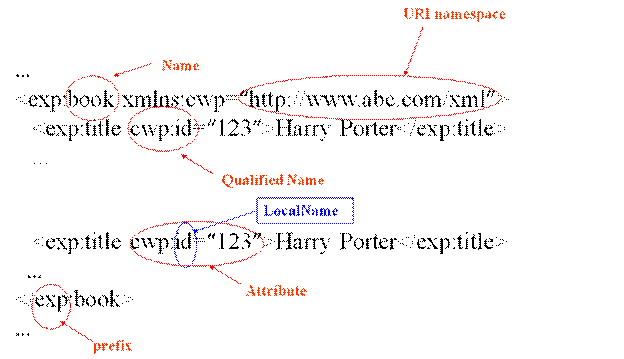 URI namespace
Name
...
<exp:book xmlns:cwp="http://www.abc.com/xml">
<exp:title cwp:id="123">Harry Porter</exp:title>
...
Qualified Name
LocalName
<exp:title cwp:id="123">Harry Porter</exp:title>
...
Attribute
<exp:book>
...
prefix